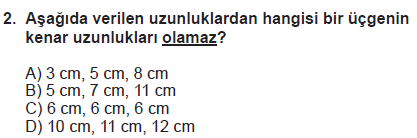 2. Aşağıda verilen uzunluklardan hangisi bir üçgenin
kenar uzunlukları olamaz?
A) 3 cm, 5 cm, 8 cm
B) 5 cm, 7 cm, 11 cm
C) 6 cm, 6 cm, 6 cm
D) 10 cm, 11 cm, 12 cm